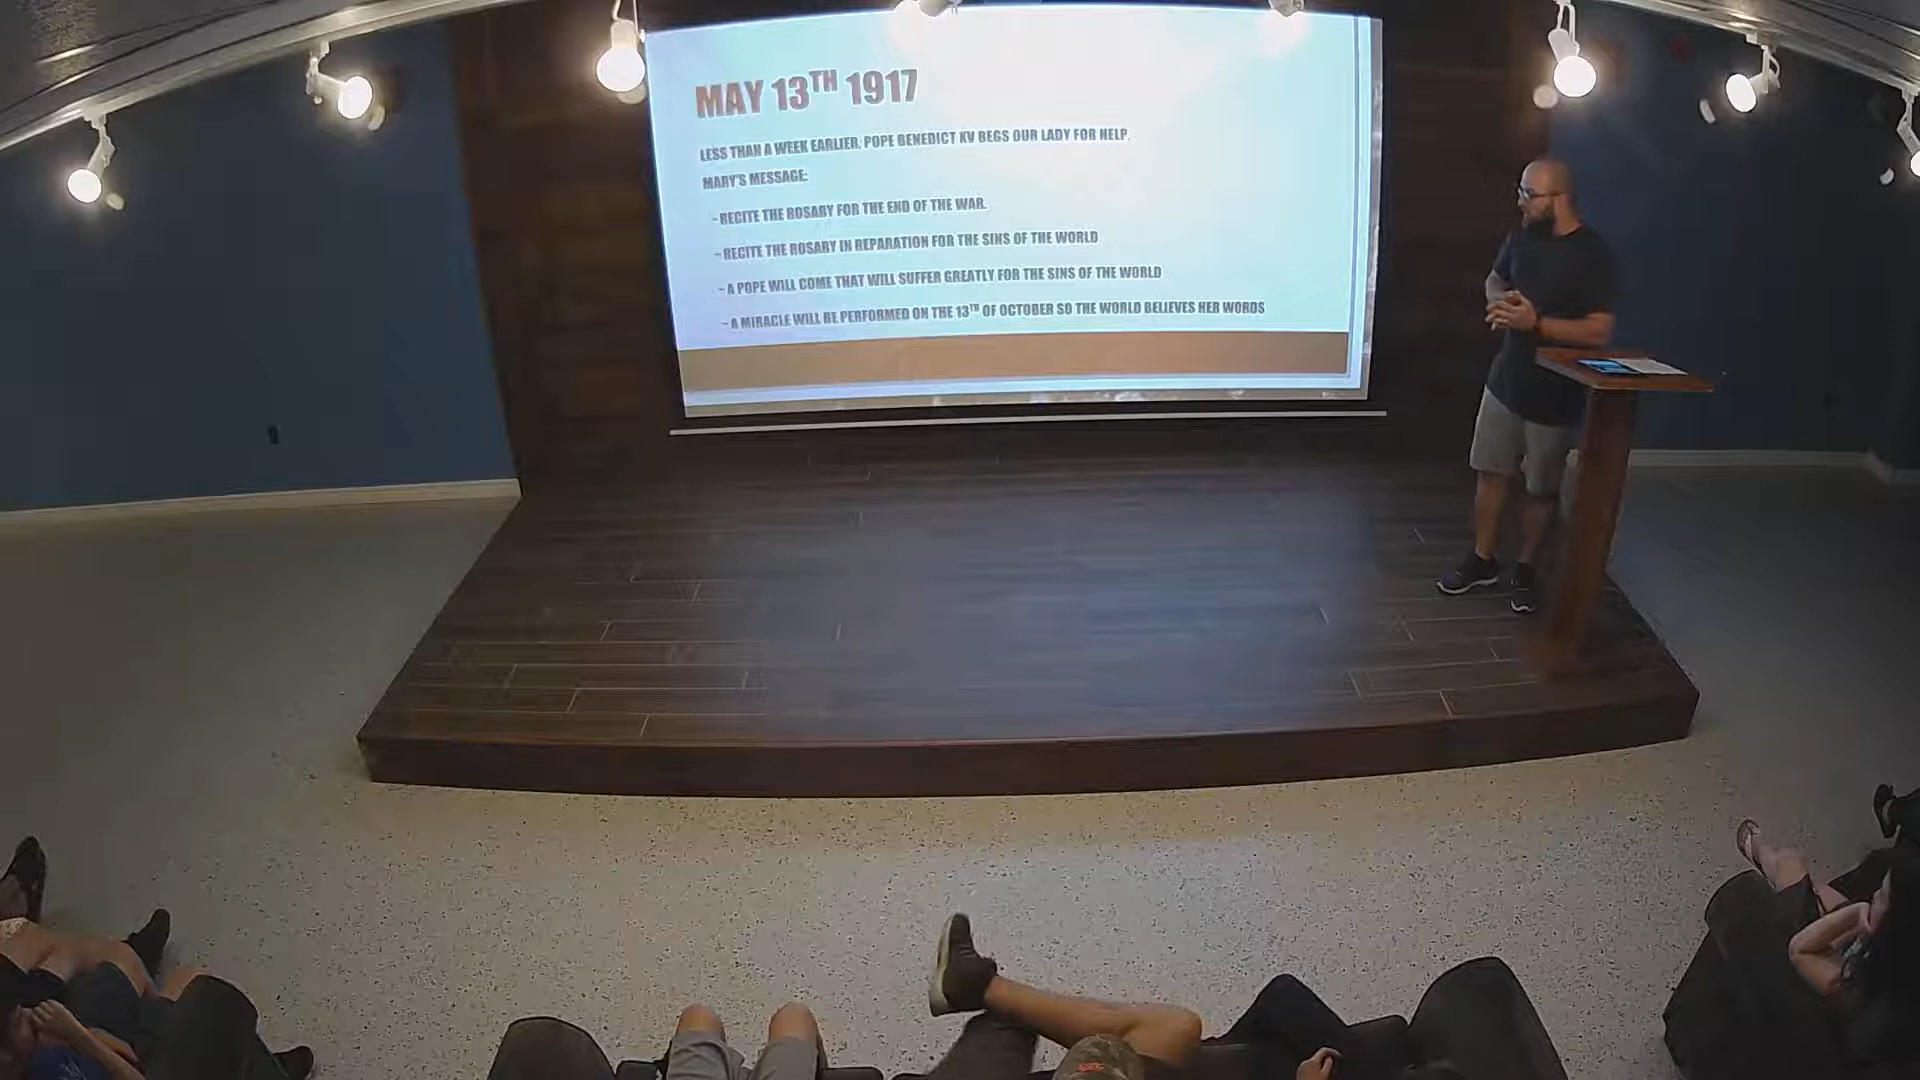 MAY 13TH 1917
LESS THAN A WEEK EARLIER, POPE BENEDICT XV BEGS OUR LADY FOR HELP.
MARY'S MESSAGE:
- RECITE THE ROSARY FOR THE END OF THE WAR.
- RECITE THE ROSARY IN REPARATION FOR THE SINS OF THE WORLD
- A POPE WILL COME THAT WILL SUFFER GREATLY FOR THE SINS OF THE WORLD
- A MIRACLE WILL BE PERFORMED ON THE 13TH OF OCTOBER SO THE WORLD BELIEVES HER WORDS